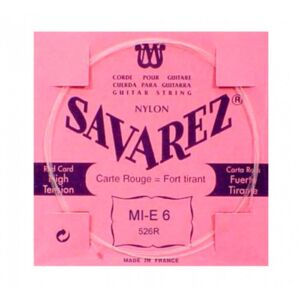 CORDE POUR GUITARE
CUERDA PARA GUITARRA
GUITAR STRING
NYLON
SAVAREZ®
Red Card
High
Tension
Carte Rouge = Fort tirant
Carta Roja
Fuerte
Tirante
MI-E 6
526R
CE
MADE IN FRANCE